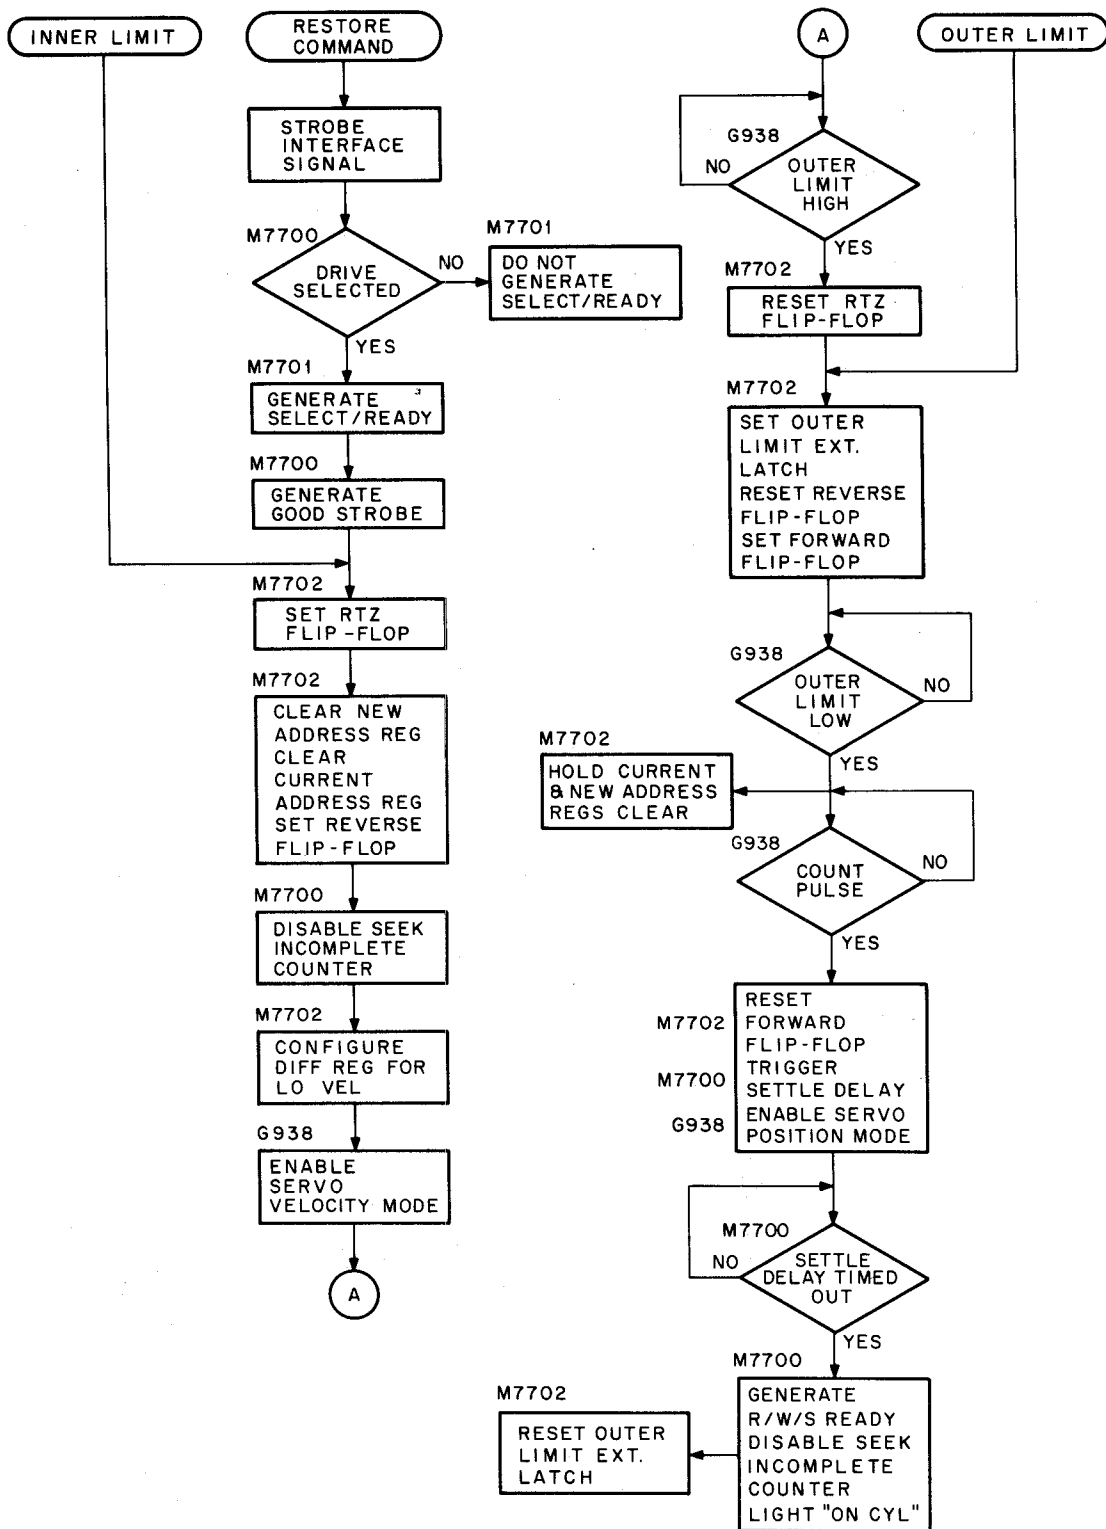 INNER LIMIT
RESTORE
COMMAND
STROBE
INTERFACE
SIGNAL
M7700
DRIVE
SELECTED
NO
M7701
DO NOT
GENERATE
SELECT/READY
YES
M7701
GENERATE
SELECT/READY
M7700
GENERATE
GOOD STROBE
M7702
SET RTZ
FLIP-FLOP
M7702
CLEAR NEW
ADDRESS REG
CLEAR
CURRENT
ADDRESS REG
SET REVERSE
FLIP-FLOP
M7700
DISABLE SEEK
INCOMPLETE
COUNTER
M7702
CONFIGURE
DIFF REG FOR
LO VEL
G938
ENABLE
SERVO
VELOCITY MODE
A
A
OUTER LIMIT
G938
NO
OUTER
LIMIT
HIGH
YES
M7702
RESET RTZ
FLIP-FLOP
M7702
SET OUTER
LIMIT EXT.
LATCH
RESET REVERSE
FLIP-FLOP
SET FORWARD
FLIP-FLOP
G938
OUTER
LIMIT
LOW
NO
YES
M7702
HOLD CURRENT
& NEW ADDRESS
REGS CLEAR
G938
COUNT
PULSE
NO
YES
M7702
M7700
G938
RESET
FORWARD
FLIP-FLOP
TRIGGER
SETTLE DELAY
ENABLE SERVO
POSITION MODE
M7700
NO
SETTLE
DELAY TIMED
OUT
YES
M7700
GENERATE
R/W/S READY
DISABLE SEEK
INCOMPLETE
COUNTER
LIGHT "ON CYL"
M7702
RESET OUTER
LIMIT EXT.
LATCH